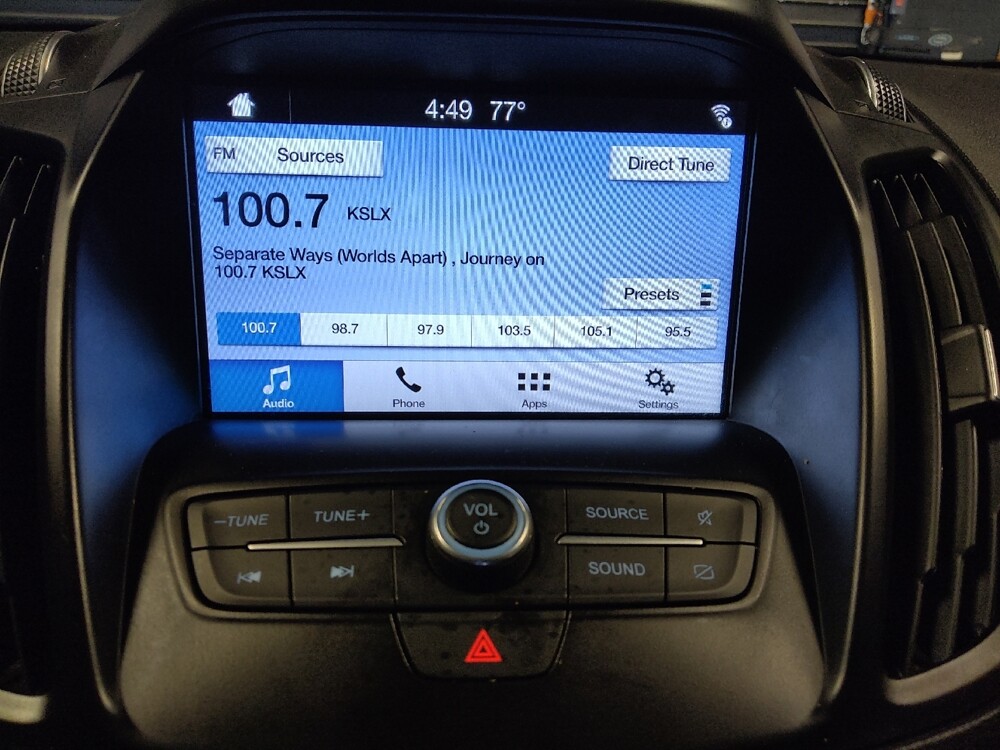 4:49 77°
FM Sources
Direct Tune
100.7 KSLX
Separate Ways (Worlds Apart) , Journey on
100.7 KSLX
Presets
100.7 98.7 97.9 103.5 105.1 95.5
Audio Phone Apps Settings
-TUNE TUNE+ VOL SOURCE
SOUND